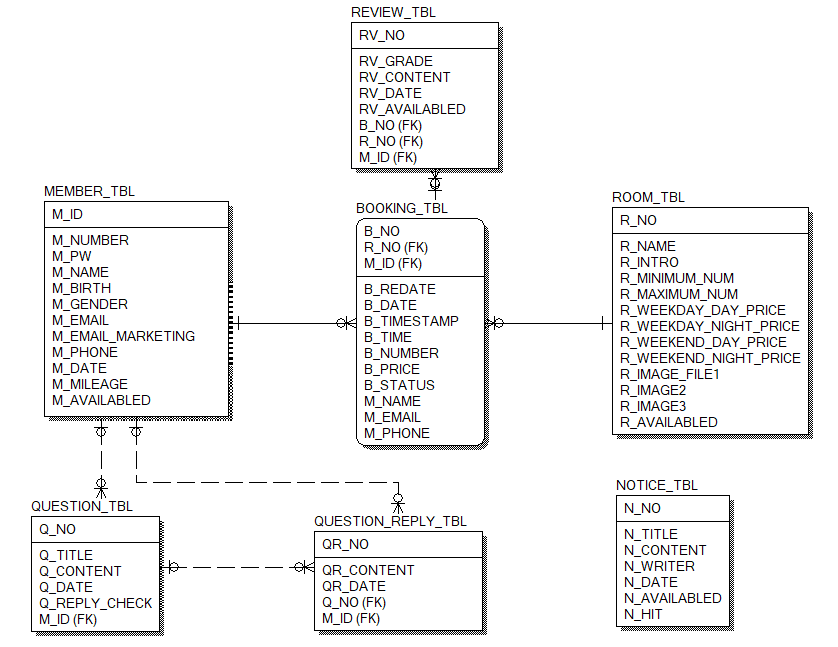 REVIEW_TBL
RV_NO
RV_GRADE
RV_CONTENT
RV_DATE
RV_AVAILABLED
B_NO (FK)
R_NO (FK)
M_ID (FK)
MEMBER_TBL
M_ID
M_NUMBER
M_PW
M_NAME
M_BIRTH
M_GENDER
M_EMAIL
M_EMAIL_MARKETING
M_PHONE
M_DATE
M_MILEAGE
M_AVAILABLED
BOOKING_TBL
B_NO
R_NO (FK)
M_ID (FK)
B_REDATE
B_DATE
B_TIMESTAMP
B_TIME
B_NUMBER
B_PRICE
B_STATUS
M_NAME
M_EMAIL
M_PHONE
ROOM_TBL
R_NO
R_NAME
R_INTRO
R_MINIMUM_NUM
R_MAXIMUM_NUM
R_WEEKDAY_DAY_PRICE
R_WEEKDAY_NIGHT_PRICE
R_WEEKEND_DAY_PRICE
R_WEEKEND_NIGHT_PRICE
R_IMAGE_FILE1
R_IMAGE2
R_IMAGE3
R_AVAILABLED
QUESTION_TBL
Q_NO
Q_TITLE
Q_CONTENT
Q_DATE
Q_REPLY_CHECK
M_ID (FK)
QUESTION_REPLY_TBL
QR_NO
QR_CONTENT
QR_DATE
Q_NO (FK)
M_ID (FK)
NOTICE_TBL
N_NO
N_TITLE
N_CONTENT
N_WRITER
N_DATE
N_AVAILABLED
N_HIT